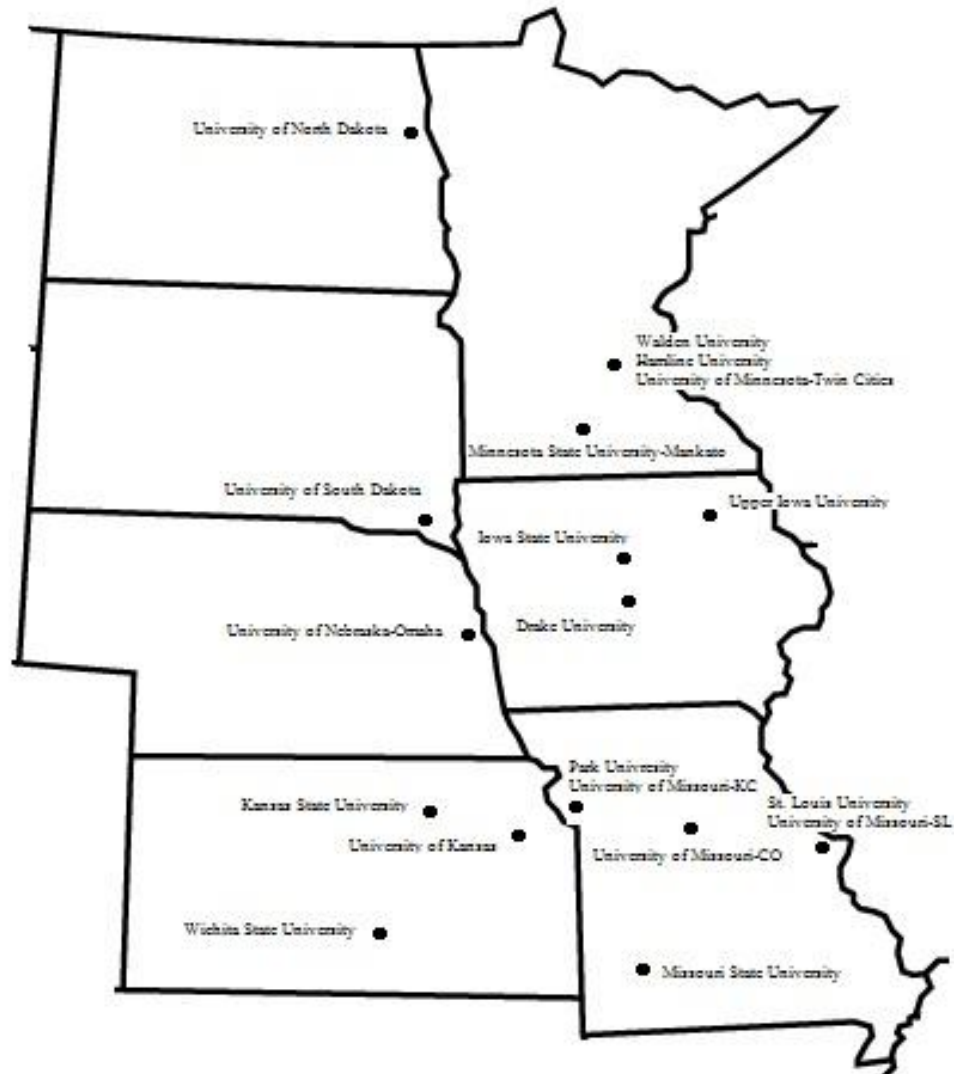 University of North Dakota
Walden University
Hamline University
University of Minnesota-Twin Cities
Minnesota State University-Mankato
University of South Dakota
Upper Iowa University
Iowa State University
Drake University
University of Nebraska-Omaha
Park University
University of Missouri-KC
Kansas State University
St. Louis University
University of Missouri-SL
University of Kansas
University of Missouri-CO
Wichita State University
Missouri State University